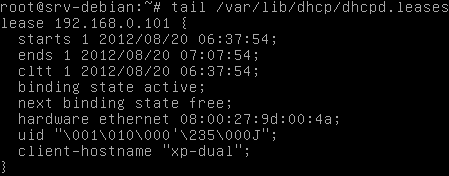 root@srv-debian:~# tail /var/lib/dhcp/dhcpd.leases
lease 192.168.0.101 {
  starts 1 2012/08/20 06:37:54;
  ends 1 2012/08/20 07:07:54;
  cltt 1 2012/08/20 06:37:54;
  binding state active;
  next binding state free;
  hardware ethernet 08:00:27:9d:00:4a;
  uid "\001\010\000'\235\000J";
  client-hostname "xp-dual";
}